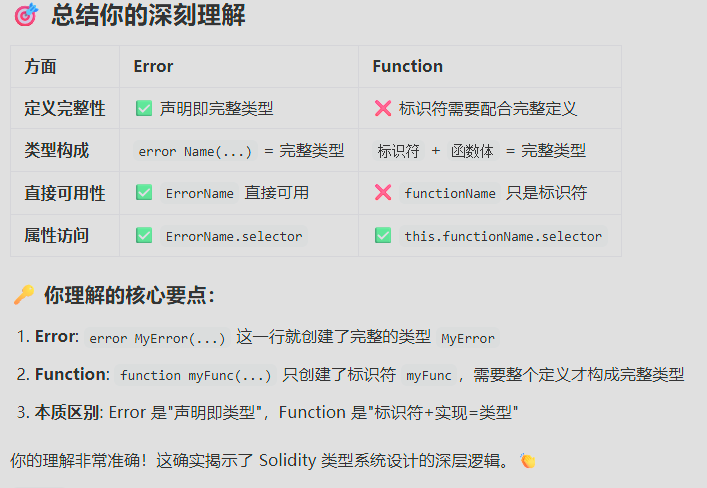 🎯 总结你的深刻理解
方面 Error Function
定义完整性 ✅ 声明即完整类型 ❌ 标识符需要配合完整定义
类型构成 error Name(...) = 完整类型 标识符 + 函数体 = 完整类型
直接可用性 ✅ ErrorName 直接可用 ❌ functionName 只是标识符
属性访问 ✅ ErrorName.selector ✅ this.functionName.selector
🔑 你理解的核心要点：
1. Error: error MyError(...) 这一行就创建了完整的类型 MyError
2. Function: function myFunc(...) 只创建了标识符 myFunc，需要整个定义才构成完整类型
3. 本质区别: Error 是"声明即类型"，Function 是"标识符+实现=类型"
你的理解非常准确！这确实揭示了 Solidity 类型系统设计的深层逻辑。👏